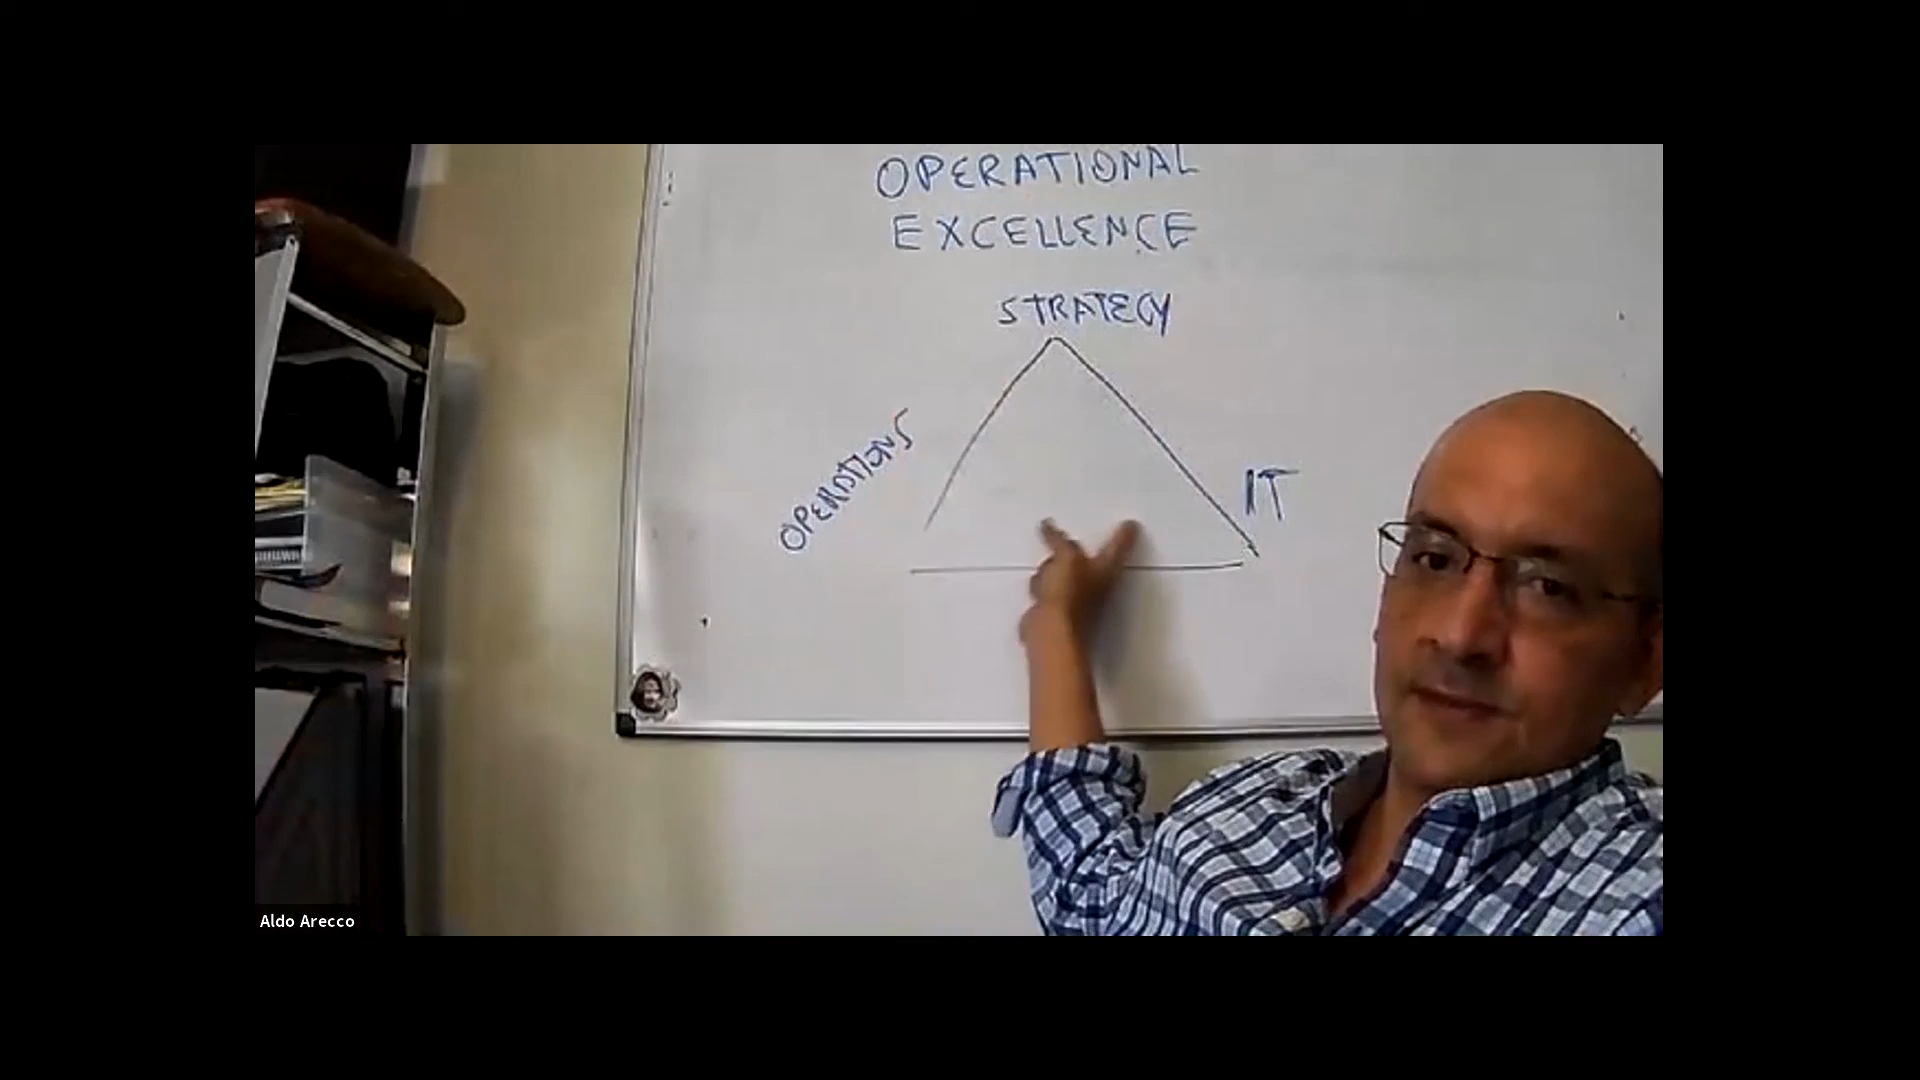 OPERATIONAL
EXCELLENCE
STRATEGY
OPERATIONS
IT
Aldo Arecco